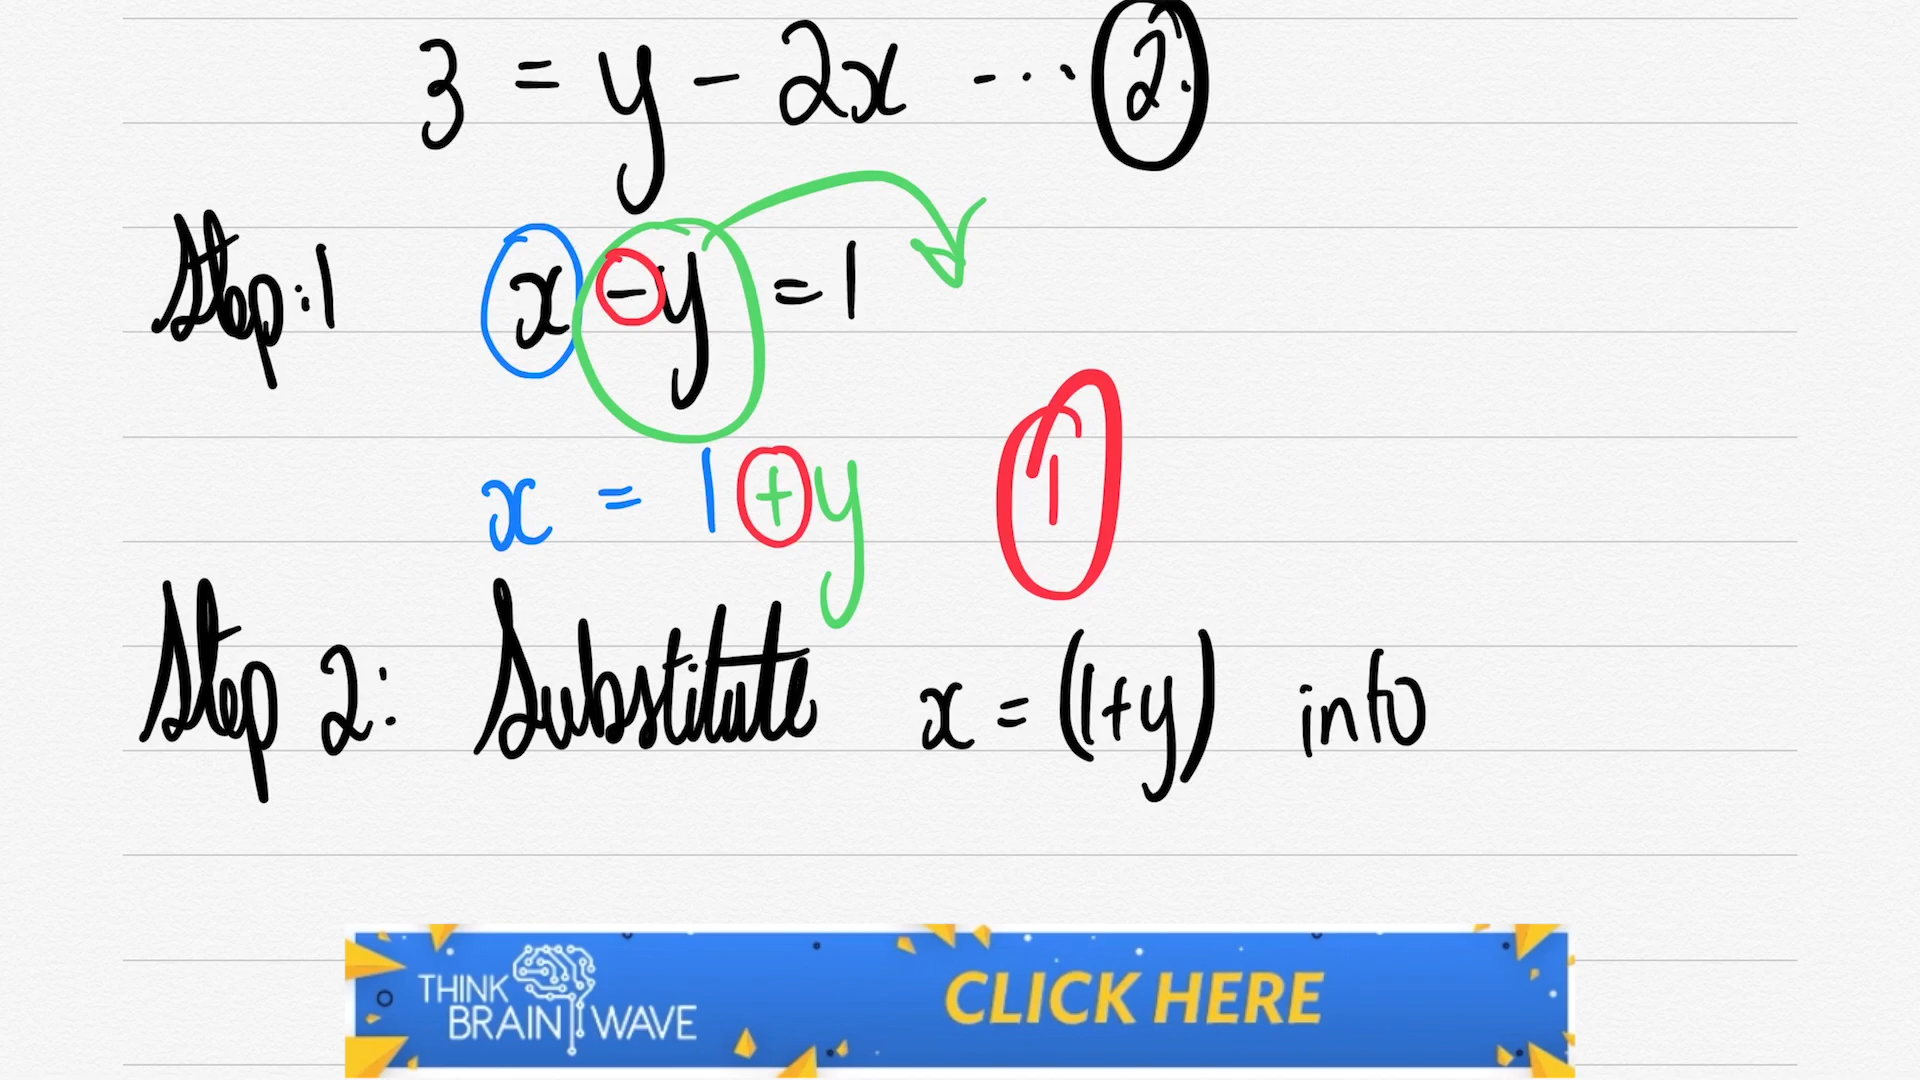 3 = y - 2x -··· 2.
Step:1 x - y = 1
x = 1 + y 1
Step 2: Substitute x = (1+y) into
THINK BRAIN WAVE
CLICK HERE